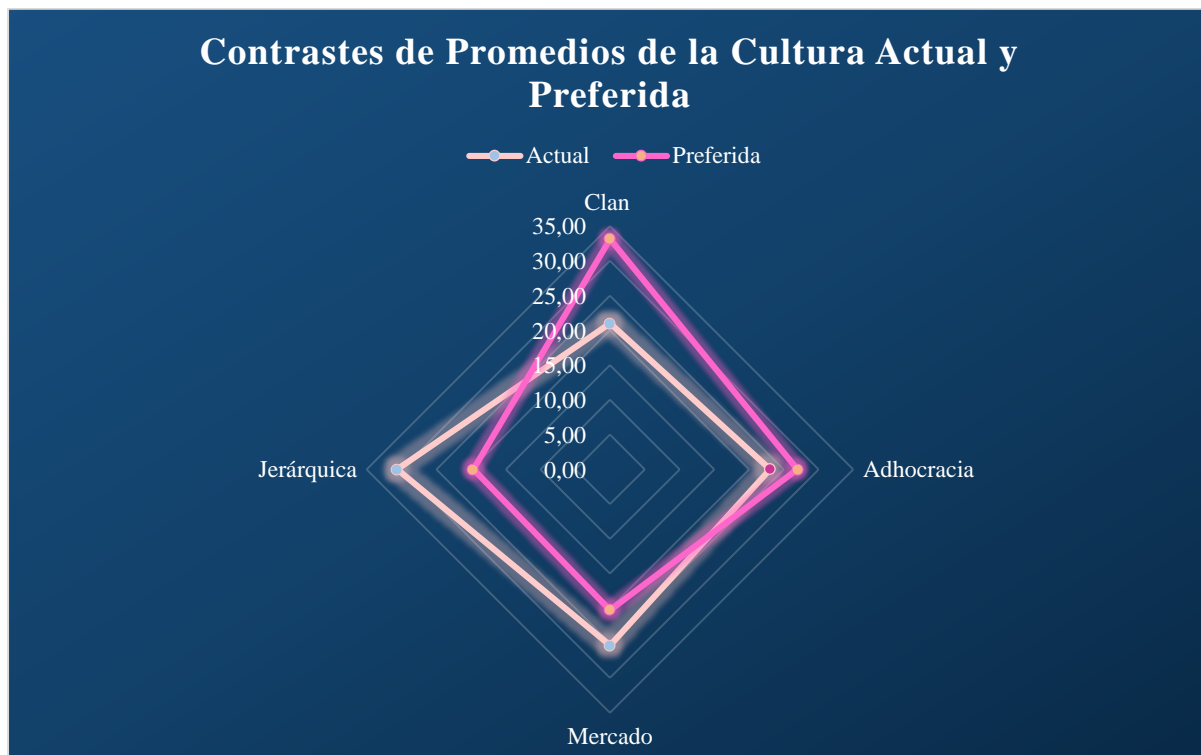 Contrastes de Promedios de la Cultura Actual y
Preferida
Actual Preferida
Clan
35,00
30,00
25,00
20,00
15,00
10,00
5,00
0,00
Jerárquica
Adhocracia
Mercado